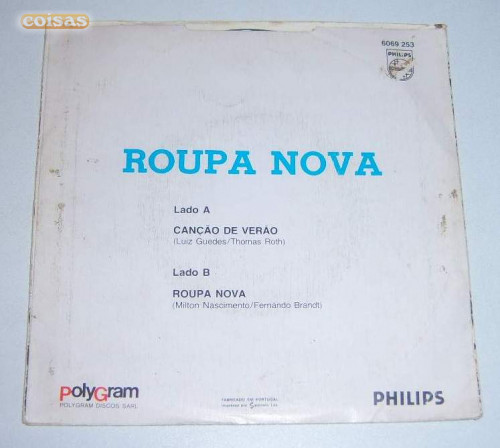 coisas
6069 253
PHILIPS
ROUPA NOVA
Lado A
CANÇÃO DE VERÃO
(Luiz Guedes/Thomas Roth)
Lado B
ROUPA NOVA
(Milton Nascimento/Fernando Brandt)
PolyGram
POLYGRAM DISCOS SARL
FABRICADO EM PORTUGAL
PHILIPS